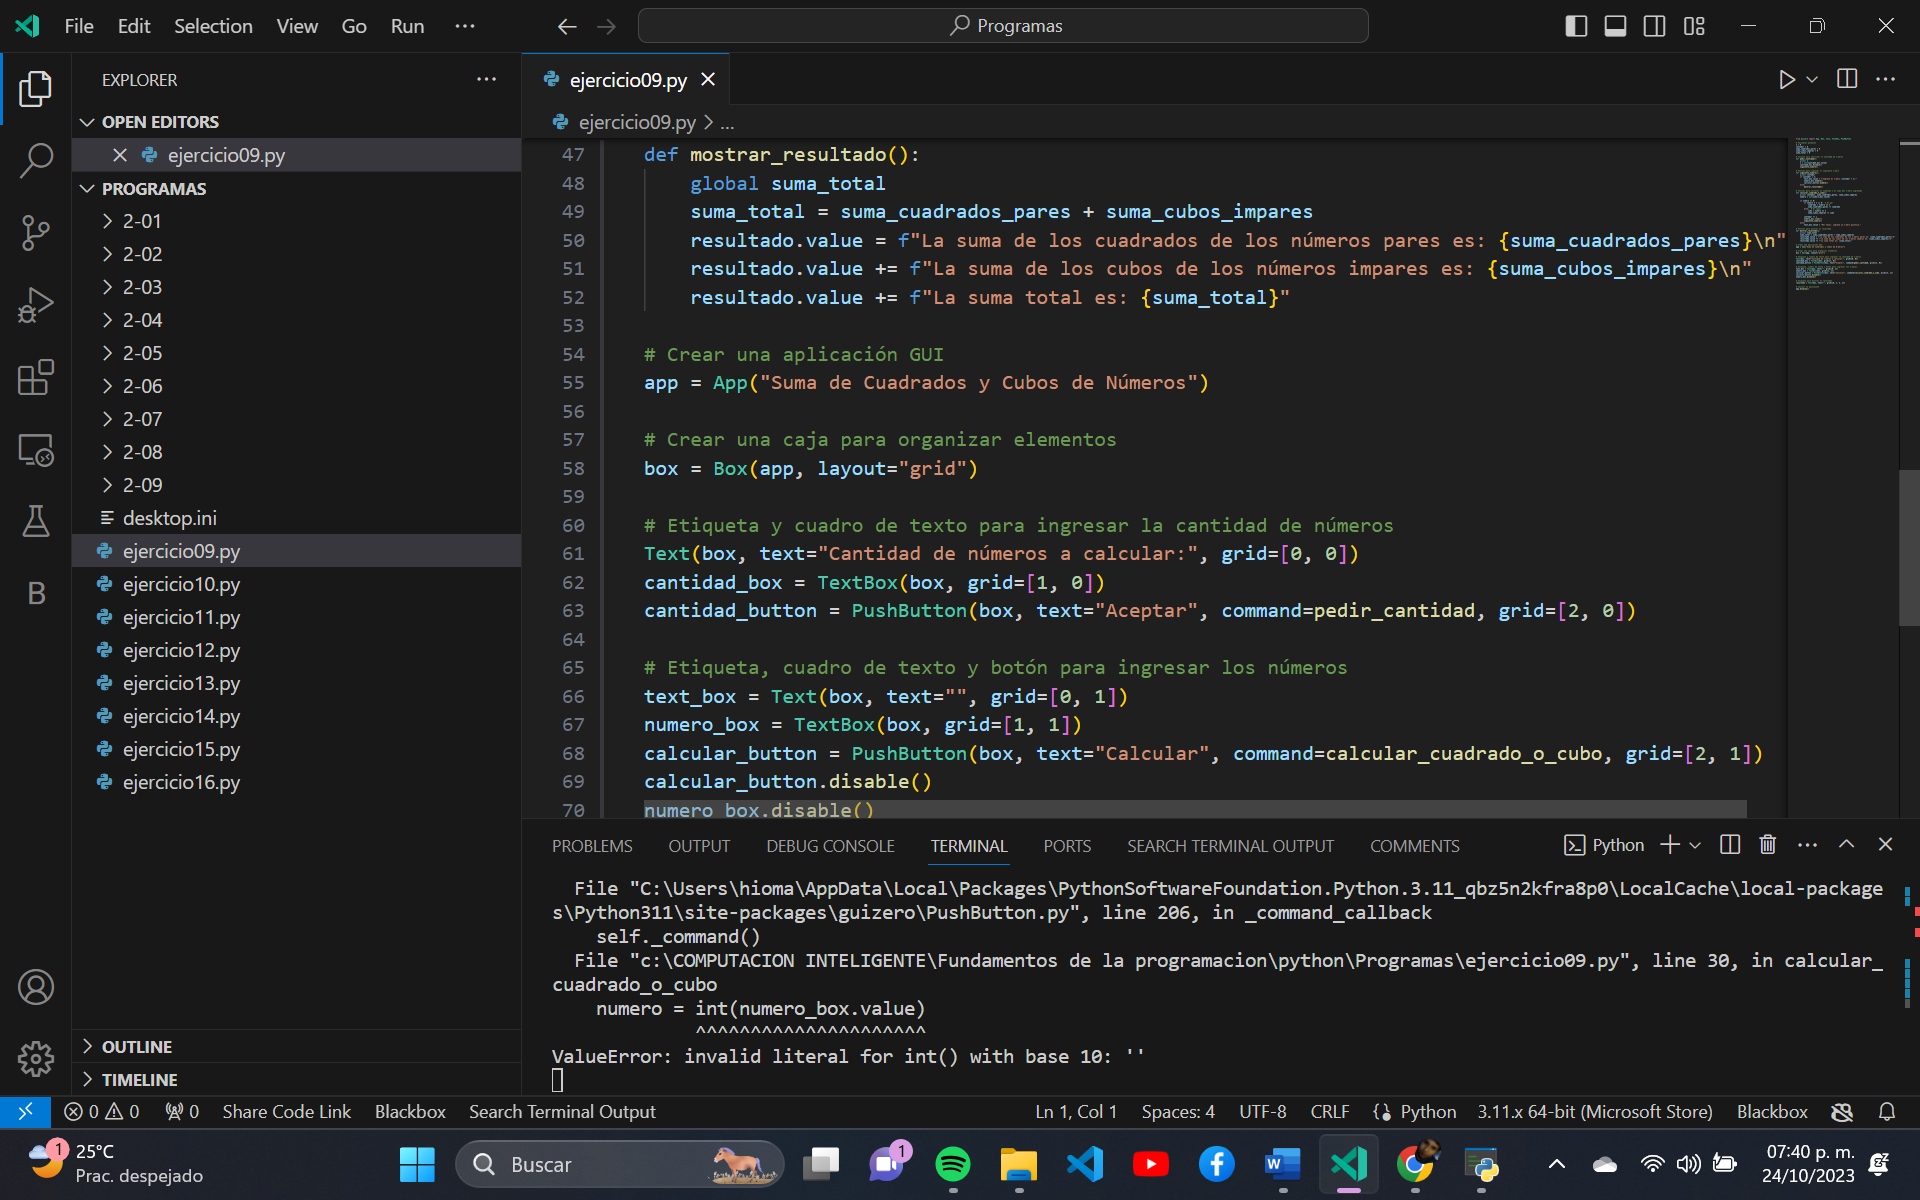 File Edit Selection View Go Run ···
Programas
EXPLORER
OPEN EDITORS
ejercicio09.py
PROGRAMAS
2-01
2-02
2-03
2-04
2-05
2-06
2-07
2-08
2-09
desktop.ini
ejercicio09.py
ejercicio10.py
ejercicio11.py
ejercicio12.py
ejercicio13.py
ejercicio14.py
ejercicio15.py
ejercicio16.py
OUTLINE
TIMELINE
ejercicio09.py
ejercicio09.py > ...
47 def mostrar_resultado():
48 global suma_total
49 suma_total = suma_cuadrados_pares + suma_cubos_impares
50 resultado.value = f"La suma de los cuadrados de los números pares es: {suma_cuadrados_pares}\n"
51 resultado.value += f"La suma de los cubos de los números impares es: {suma_cubos_impares}\n"
52 resultado.value += f"La suma total es: {suma_total}"
53
54 # Crear una aplicación GUI
55 app = App("Suma de Cuadrados y Cubos de Números")
56
57 # Crear una caja para organizar elementos
58 box = Box(app, layout="grid")
59
60 # Etiqueta y cuadro de texto para ingresar la cantidad de números
61 Text(box, text="Cantidad de números a calcular:", grid=[0, 0])
62 cantidad_box = TextBox(box, grid=[1, 0])
63 cantidad_button = PushButton(box, text="Aceptar", command=pedir_cantidad, grid=[2, 0])
64
65 # Etiqueta, cuadro de texto y botón para ingresar los números
66 text_box = Text(box, text="", grid=[0, 1])
67 numero_box = TextBox(box, grid=[1, 1])
68 calcular_button = PushButton(box, text="Calcular", command=calcular_cuadrado_o_cubo, grid=[2, 1])
69 calcular_button.disable()
70 numero_box.disable()
PROBLEMS OUTPUT DEBUG CONSOLE TERMINAL PORTS SEARCH TERMINAL OUTPUT COMMENTS Python
File "C:\Users\hioma\AppData\Local\Packages\PythonSoftwareFoundation.Python.3.11_qbz5n2kfra8p0\LocalCache\local-package
s\Python311\site-packages\guizero\PushButton.py", line 206, in _command_callback
self._command()
File "c:\COMPUTACION INTELIGENTE\Fundamentos de la programacion\python\Programas\ejercicio09.py", line 30, in calcular_
cuadrado_o_cubo
numero = int(numero_box.value)
^^^^^^^^^^^^^^^^^^^^^
ValueError: invalid literal for int() with base 10: ''
0 0 0 Share Code Link Blackbox Search Terminal Output Ln 1, Col 1 Spaces: 4 UTF-8 CRLF Python 3.11.x 64-bit (Microsoft Store) Blackbox
1 25°C
Prac. despejado
Buscar
1
07:40 p. m.
24/10/2023